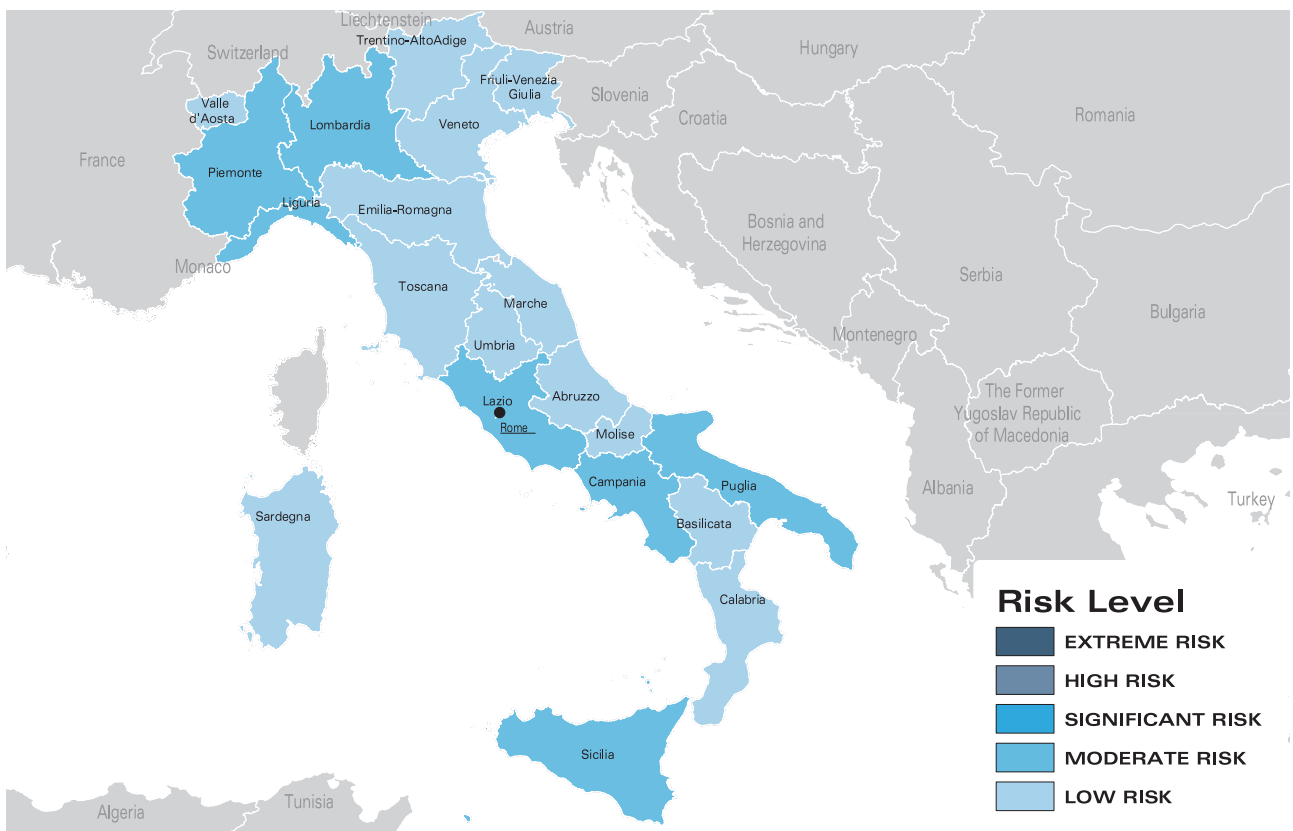 Liechtenstein
Austria
Trentino-AltoAdige
Hungary
Switzerland
Friuli-Venezia
Giulia
Slovenia
Valle
d'Aosta
Lombardia
Veneto
Croatia
Romania
France
Piemonte
Liguria
Emilia-Romagna
Bosnia and
Herzegovina
Monaco
Serbia
Toscana
Marche
Bulgaria
Montenegro
Umbria
Lazio
Rome
Abruzzo
The Former
Yugoslav Republic
of Macedonia
Molise
Campania
Puglia
Albania
Turkey
Sardegna
Basilicata
Calabria
Sicilia
Algeria
Tunisia
Risk Level
EXTREME RISK
HIGH RISK
SIGNIFICANT RISK
MODERATE RISK
LOW RISK